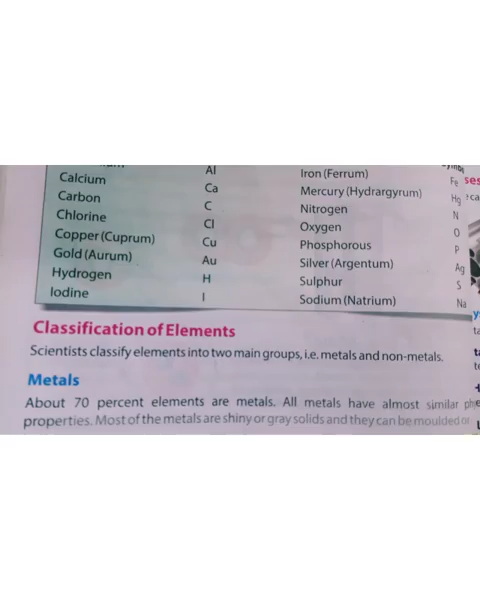 Al Iron (Ferrum) Fe ses
Calcium Ca Mercury (Hydrargyrum) Hg
Carbon C Nitrogen N
Chlorine Cl Oxygen O
Copper (Cuprum) Cu Phosphorous P
Gold (Aurum) Au Silver (Argentum) Ag
Hydrogen H Sulphur S
Iodine I Sodium (Natrium) Na
Classification of Elements
Scientists classify elements into two main groups, i.e. metals and non-metals.
Metals
About 70 percent elements are metals. All metals have almost similar
properties. Most of the metals are shiny or gray solids and they can be moulded or